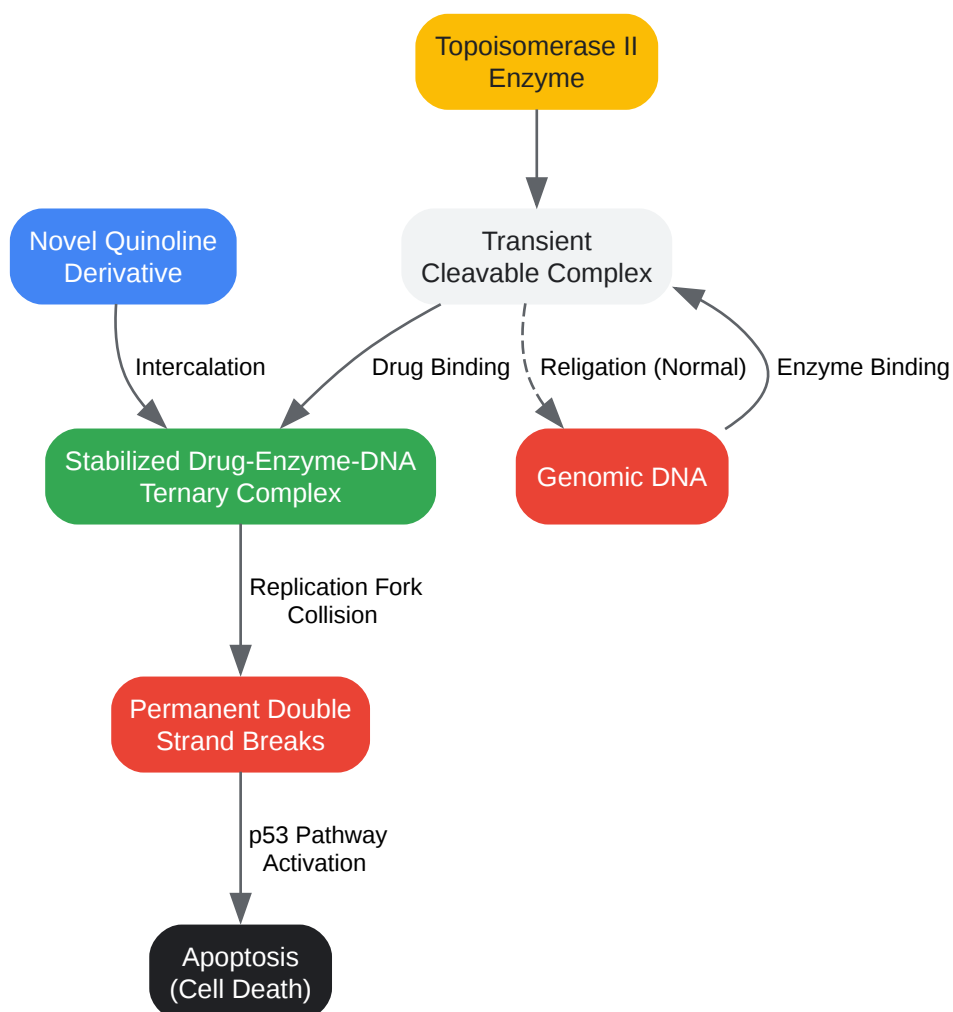 Topoisomerase II
Enzyme
Novel Quinoline
Derivative
Transient
Cleavable Complex
Intercalation
Drug Binding
Religation (Normal)
Enzyme Binding
Stabilized Drug-Enzyme-DNA
Ternary Complex
Genomic DNA
Replication Fork
Collision
Permanent Double
Strand Breaks
p53 Pathway
Activation
Apoptosis
(Cell Death)